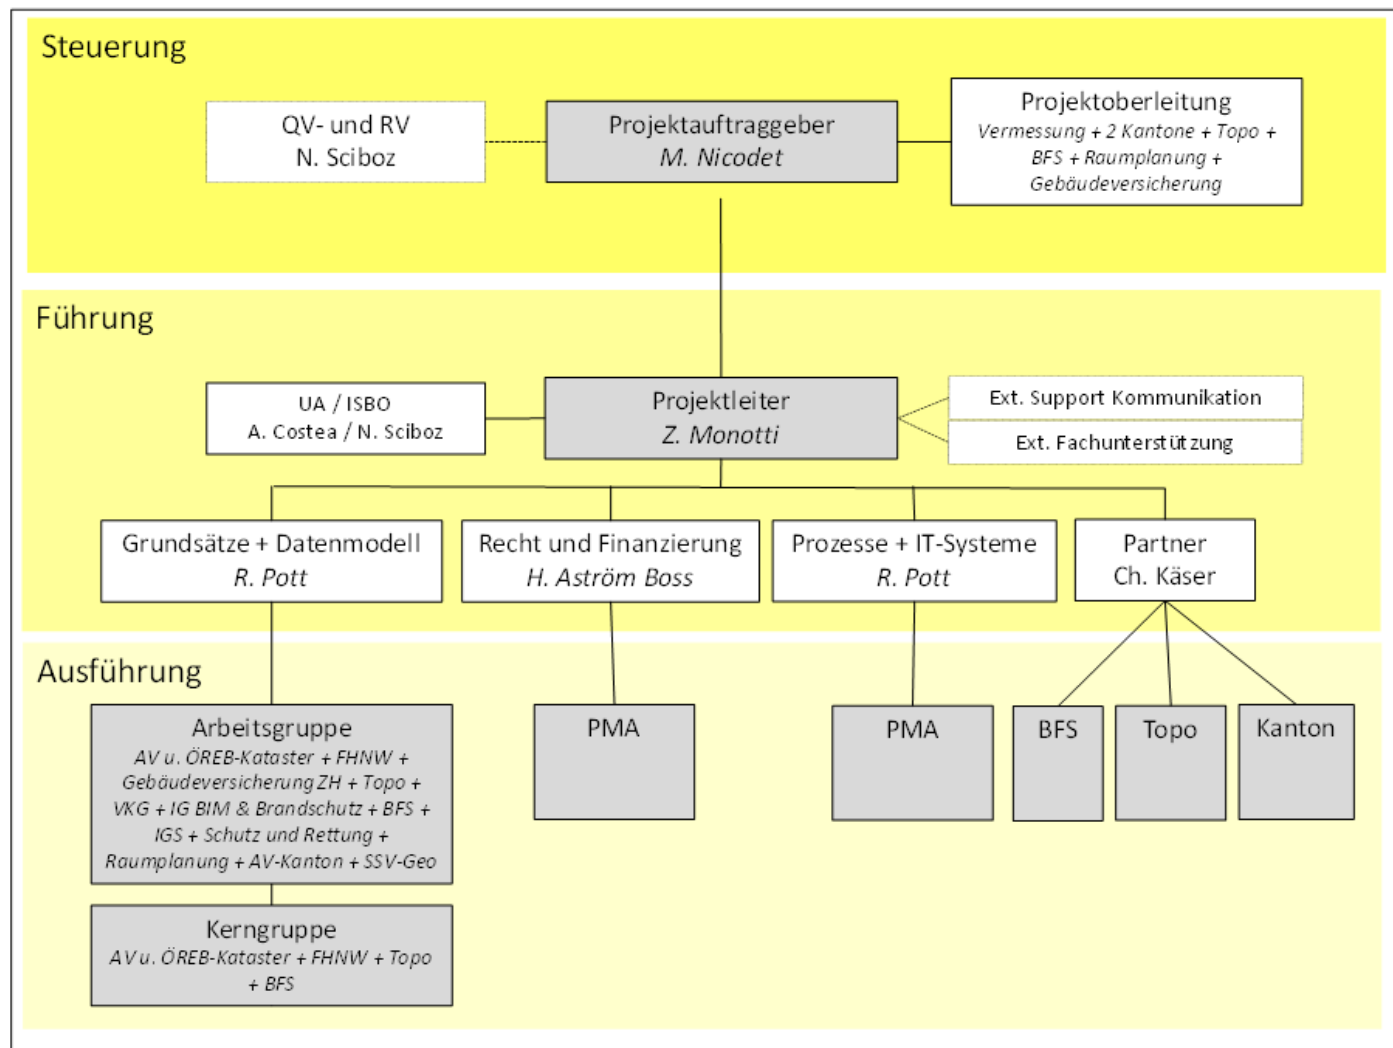 Steuerung
QV- und RV
N. Sciboz
Projektauftraggeber
M. Nicodet
Projektoberleitung
Vermessung + 2 Kantone + Topo +
BFS + Raumplanung +
Gebäudeversicherung
Führung
UA / ISBO
A. Costea / N. Sciboz
Projektleiter
Z. Monotti
Ext. Support Kommunikation
Ext. Fachunterstützung
Grundsätze + Datenmodell
R. Pott
Recht und Finanzierung
H. Aström Boss
Prozesse + IT-Systeme
R. Pott
Partner
Ch. Käser
Ausführung
Arbeitsgruppe
AV u. ÖREB-Kataster + FHNW +
Gebäudeversicherung ZH + Topo +
VKG + IG BIM & Brandschutz + BFS +
IGS + Schutz und Rettung +
Raumplanung + AV-Kanton + SSV-Geo
PMA
PMA
BFS
Topo
Kanton
Kerngruppe
AV u. ÖREB-Kataster + FHNW + Topo
+ BFS